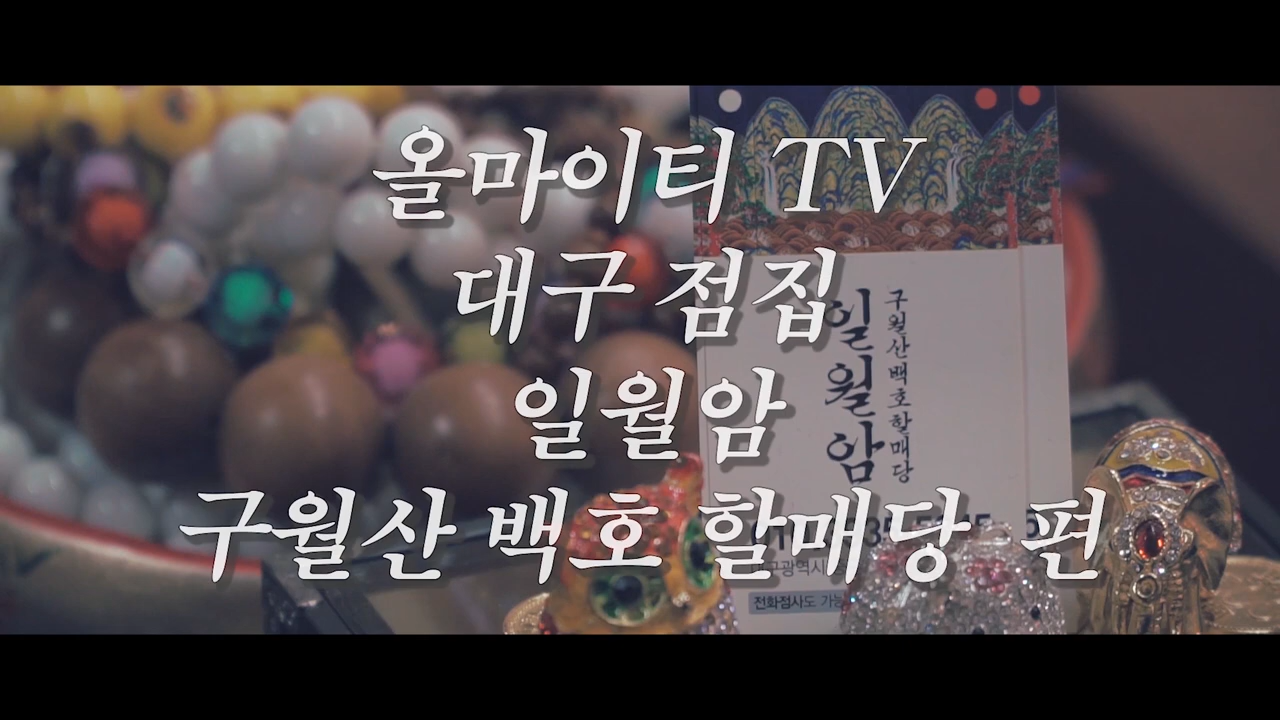 올마이티 TV
대구 점집
일월암
구월산 백호 할매당 편
구월산백호할매당
일월암
전화점사도 가능